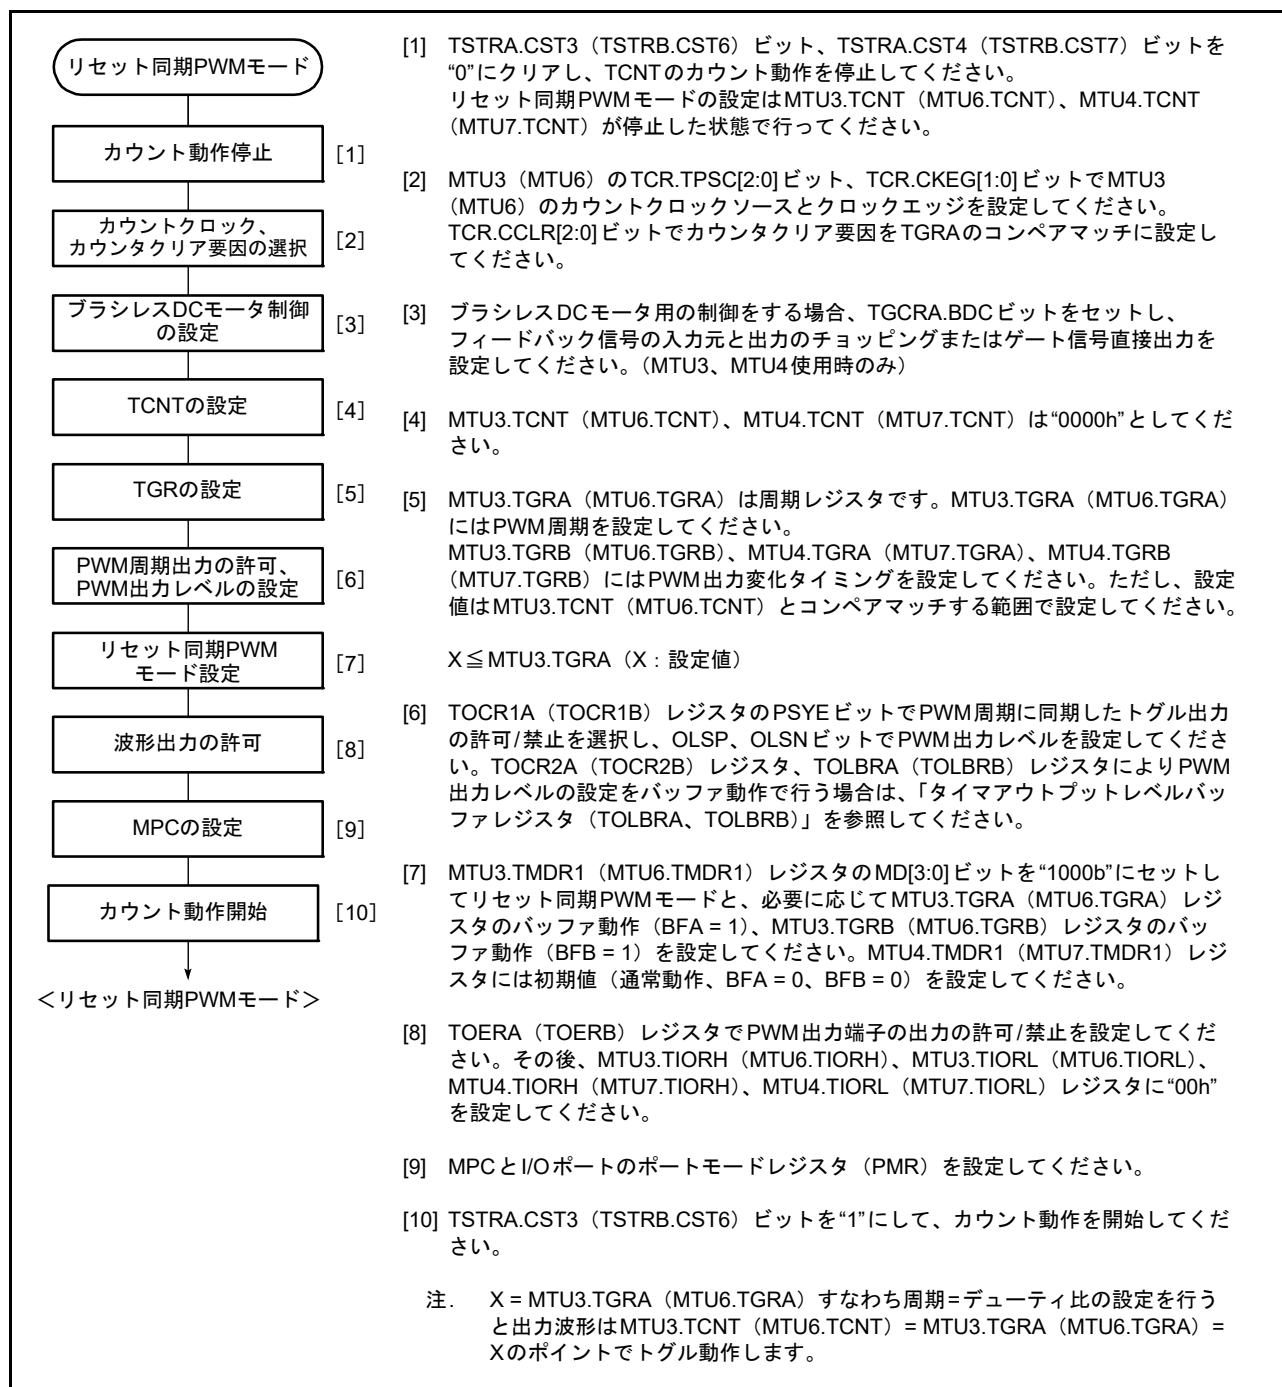 リセット同期PWMモード
カウント動作停止
[1]
カウントクロック、
カウンタクリア要因の選択
[2]
ブラシレスDCモータ制御
の設定
[3]
TCNTの設定
[4]
TGRの設定
[5]
PWM周期出力の許可、
PWM出力レベルの設定
[6]
リセット同期PWM
モード設定
[7]
波形出力の許可
[8]
MPCの設定
[9]
カウント動作開始
[10]
＜リセット同期PWMモード＞
[1] TSTRA.CST3（TSTRB.CST6）ビット、TSTRA.CST4（TSTRB.CST7）ビットを
“0”にクリアし、TCNTのカウント動作を停止してください。
リセット同期PWMモードの設定はMTU3.TCNT（MTU6.TCNT）、MTU4.TCNT
（MTU7.TCNT）が停止した状態で行ってください。
[2] MTU3（MTU6）のTCR.TPSC[2:0]ビット、TCR.CKEG[1:0]ビットでMTU3
（MTU6）のカウントクロックソースとクロックエッジを設定してください。
TCR.CCLR[2:0]ビットでカウンタクリア要因をTGRAのコンペアマッチに設定し
てください。
[3] ブラシレスDCモータ用の制御をする場合、TGCRA.BDCビットをセットし、
フィードバック信号の入力元と出力のチョッピングまたはゲート信号直接出力を
設定してください。（MTU3、MTU4使用時のみ）
[4] MTU3.TCNT（MTU6.TCNT）、MTU4.TCNT（MTU7.TCNT）は“0000h”としてくだ
さい。
[5] MTU3.TGRA（MTU6.TGRA）は周期レジスタです。MTU3.TGRA（MTU6.TGRA）
にはPWM周期を設定してください。
MTU3.TGRB（MTU6.TGRB）、MTU4.TGRA（MTU7.TGRA）、MTU4.TGRB
（MTU7.TGRB）にはPWM出力変化タイミングを設定してください。ただし、設定
値はMTU3.TCNT（MTU6.TCNT）とコンペアマッチする範囲で設定してください。
X≦MTU3.TGRA（X：設定値）
[6] TOCR1A（TOCR1B）レジスタのPSYEビットでPWM周期に同期したトグル出力
の許可/禁止を選択し、OLSP、OLSNビットでPWM出力レベルを設定してくださ
い。TOCR2A（TOCR2B）レジスタ、TOLBRA（TOLBRB）レジスタによりPWM
出力レベルの設定をバッファ動作で行う場合は、「タイマアウトプットレベルバッ
ファレジスタ（TOLBRA、TOLBRB）」を参照してください。
[7] MTU3.TMDR1（MTU6.TMDR1）レジスタのMD[3:0]ビットを“1000b”にセットし
てリセット同期PWMモードと、必要に応じてMTU3.TGRA（MTU6.TGRA）レジ
スタのバッファ動作（BFA = 1）、MTU3.TGRB（MTU6.TGRB）レジスタのバッ
ファ動作（BFB = 1）を設定してください。MTU4.TMDR1（MTU7.TMDR1）レジ
スタには初期値（通常動作、BFA = 0、BFB = 0）を設定してください。
[8] TOERA（TOERB）レジスタでPWM出力端子の出力の許可/禁止を設定してくだ
さい。その後、MTU3.TIORH（MTU6.TIORH）、MTU3.TIORL（MTU6.TIORL）、
MTU4.TIORH（MTU7.TIORH）、MTU4.TIORL（MTU7.TIORL）レジスタに“00h”
を設定してください。
[9] MPCとI/Oポートのポートモードレジスタ（PMR）を設定してください。
[10] TSTRA.CST3（TSTRB.CST6）ビットを“1”にして、カウント動作を開始してくだ
さい。
注. X = MTU3.TGRA（MTU6.TGRA）すなわち周期=デューティ比の設定を行う
と出力波形はMTU3.TCNT（MTU6.TCNT）= MTU3.TGRA（MTU6.TGRA）=
Xのポイントでトグル動作します。